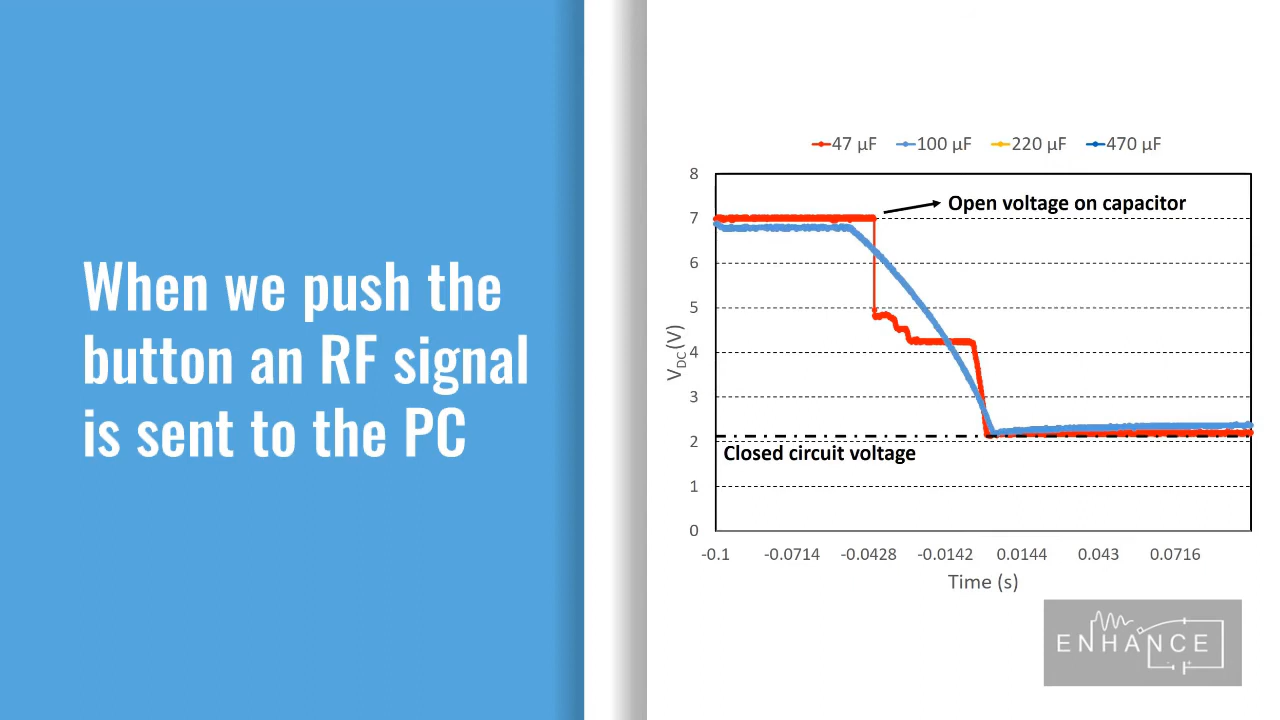 When we push the
button an RF signal
is sent to the PC
47 µF 100 µF 220 µF 470 µF
8
7
6
5
4
3
2
1
0
VDC(V)
Open voltage on capacitor
Closed circuit voltage
-0.1 -0.0714 -0.0428 -0.0142 0.0144 0.043 0.0716
Time (s)
ENHANCE